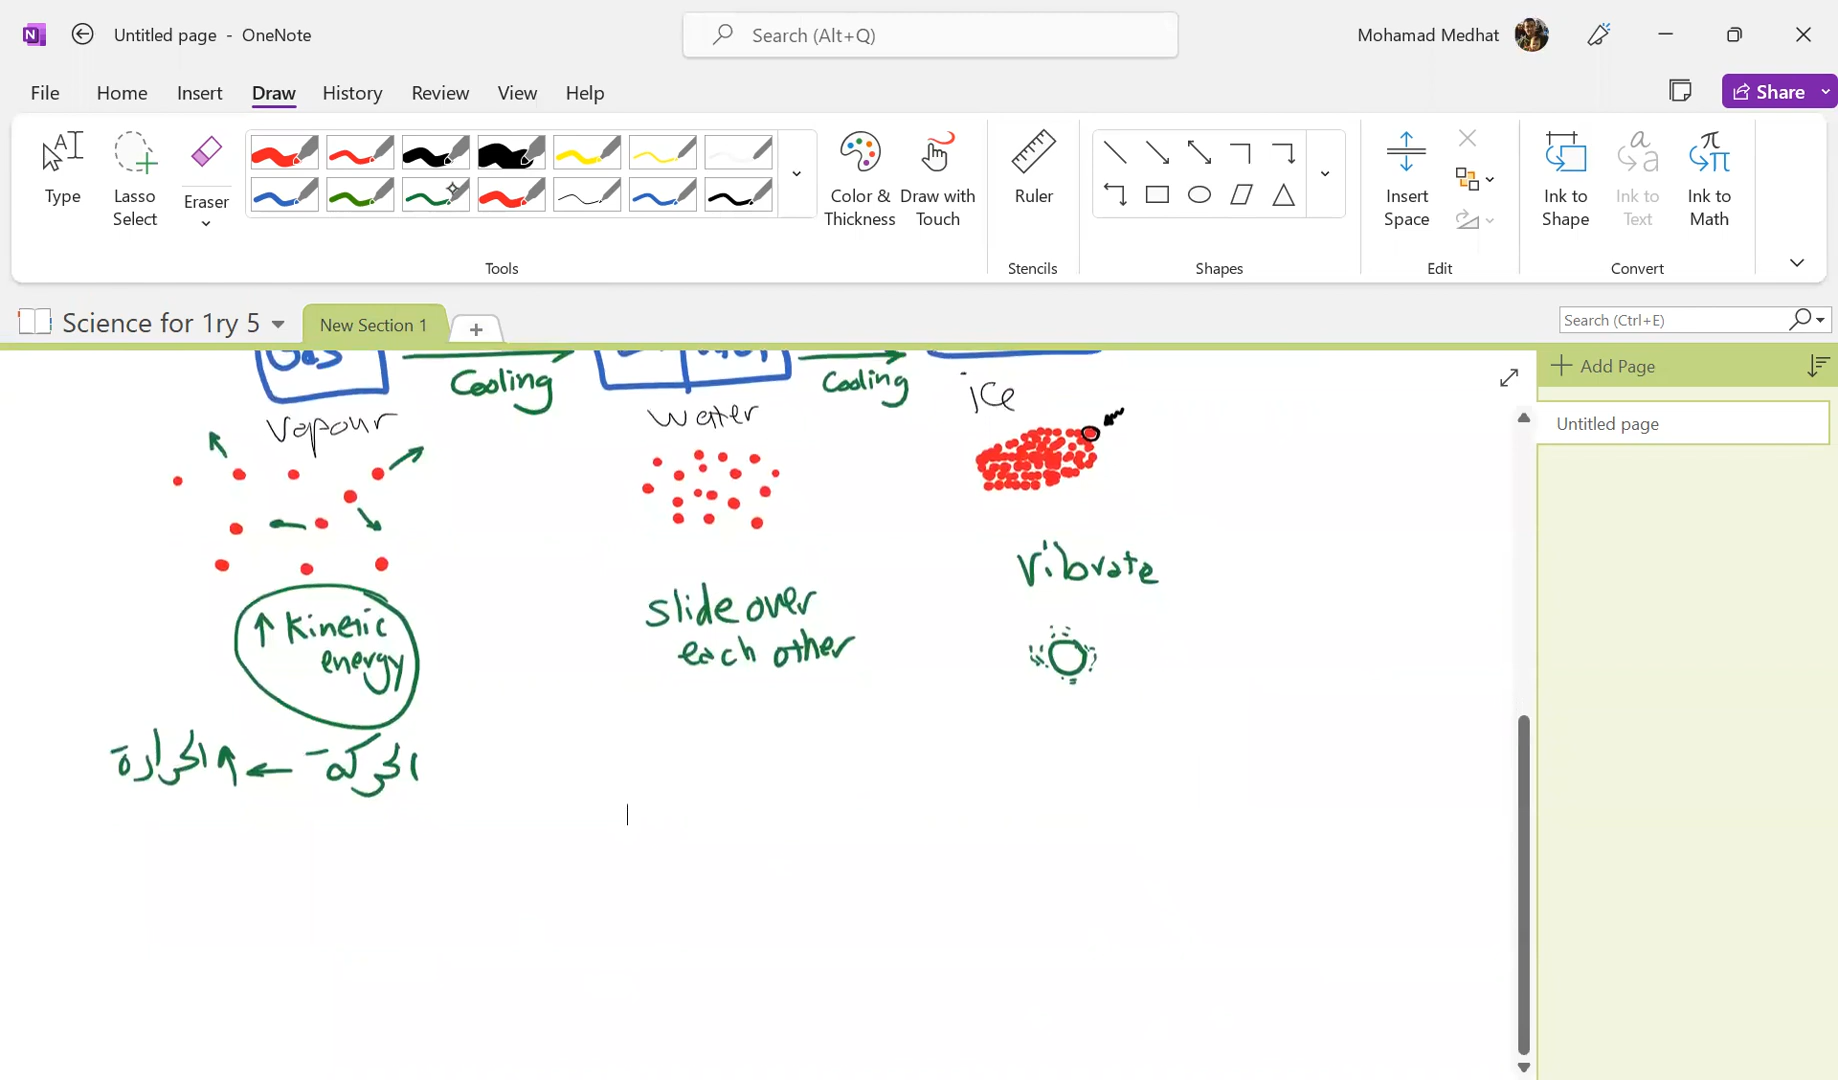 Untitled page - OneNote
Search (Alt+Q)
Mohamad Medhat
File Home Insert Draw History Review View Help
Share
Type
Lasso Select
Eraser
Color & Thickness
Draw with Touch
Ruler
Insert Space
Ink to Shape
Ink to Text
Ink to Math
Tools
Stencils
Shapes
Edit
Convert
Science for 1ry 5
New Section 1
Search (Ctrl+E)
Add Page
Untitled page
Gas
Cooling
Cooling
Vapour
Water
ice
Vibrate
↑ Kinetic
energy
slide over
each other
الحركة ← ↑الحرارة